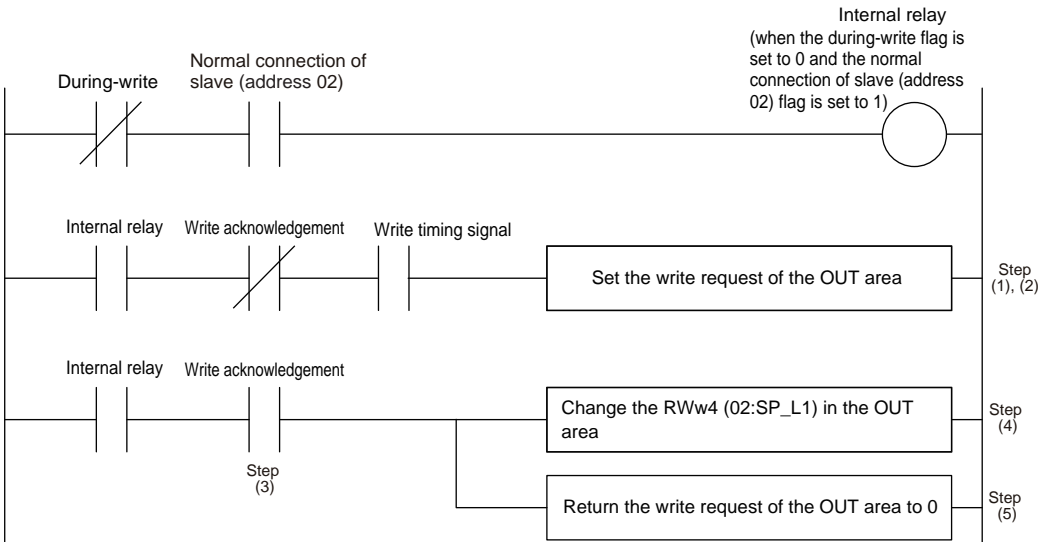 Internal relay
(when the during-write flag is
set to 0 and the normal
connection of slave (address
02) flag is set to 1)
Normal connection of
slave (address 02)
During-write
Internal relay
Write acknowledgement
Write timing signal
Set the write request of the OUT area
Step
(1), (2)
Internal relay
Write acknowledgement
Step
(3)
Change the RWw4 (02:SP_L1) in the OUT
area
Step
(4)
Return the write request of the OUT area to 0
Step
(5)